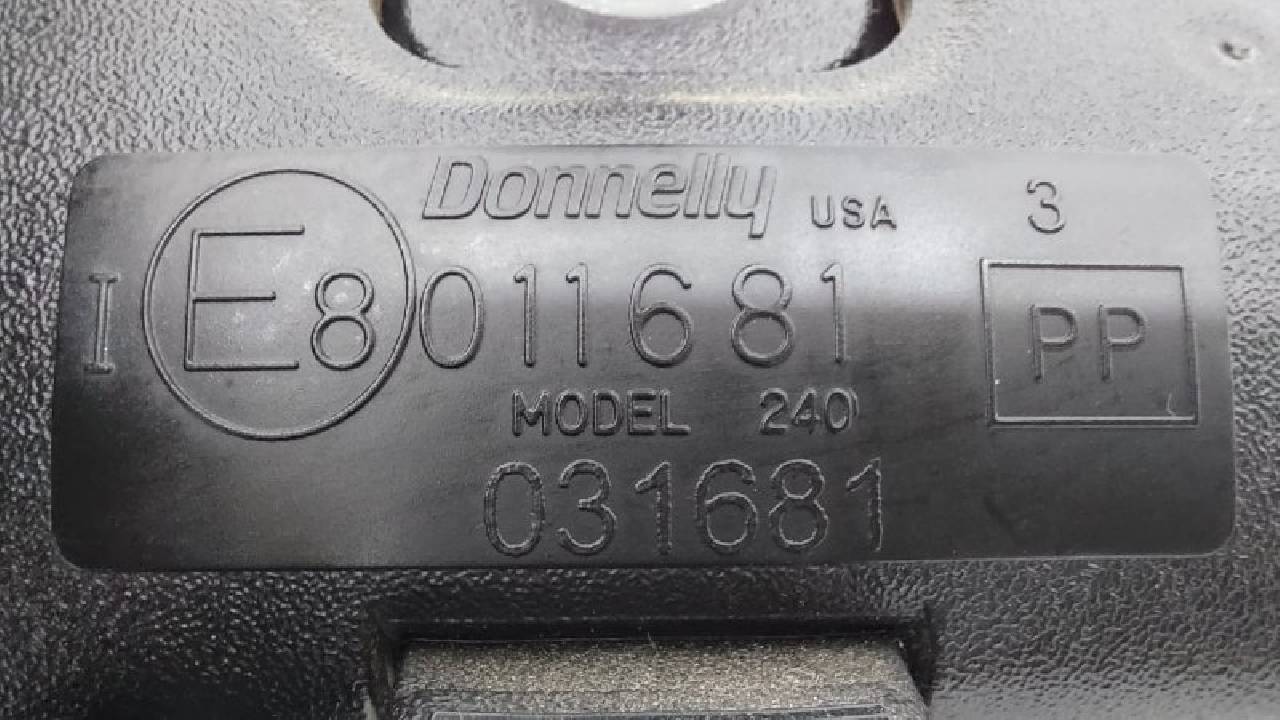 Donnelly USA 3
I E8 011681 PP
MODEL 240
031681